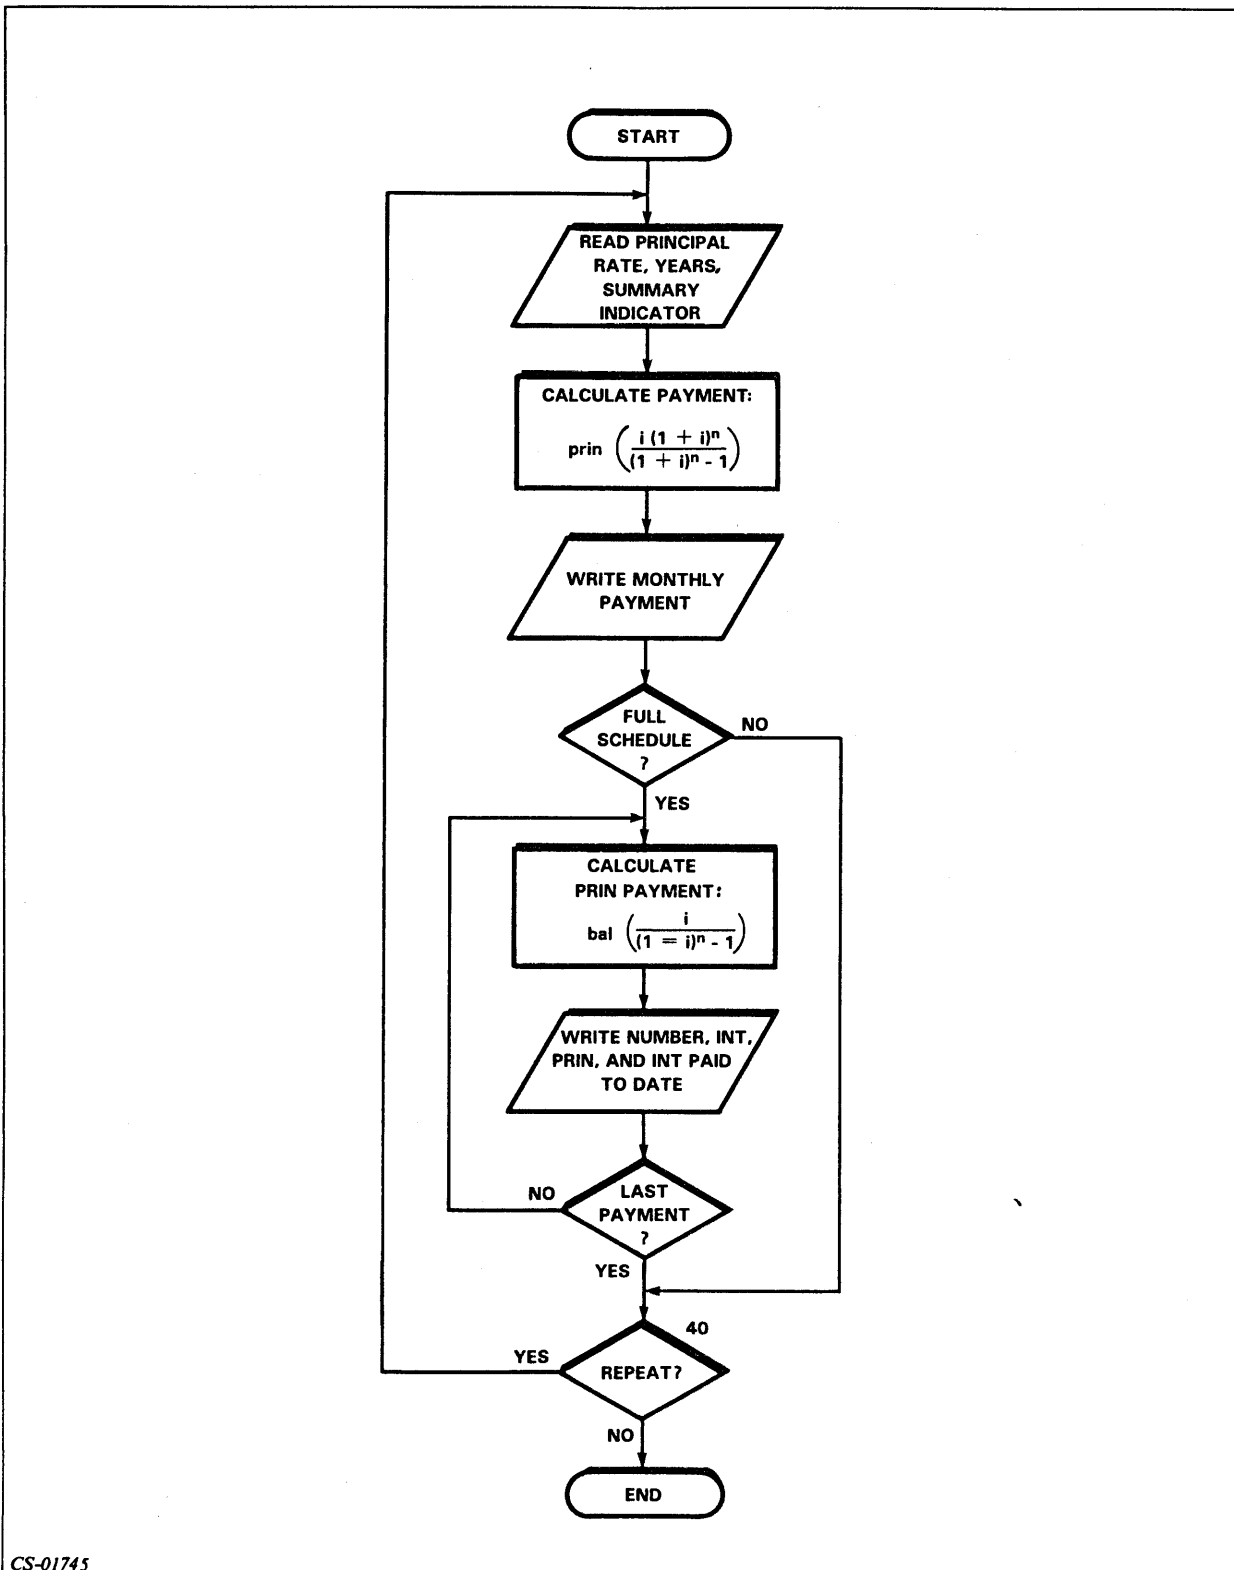 START
READ PRINCIPAL
RATE, YEARS,
SUMMARY
INDICATOR
CALCULATE PAYMENT:
prin ( i (1 + i)ⁿ / (1 + i)ⁿ - 1 )
WRITE MONTHLY
PAYMENT
FULL
SCHEDULE
?
NO
YES
CALCULATE
PRIN PAYMENT:
bal ( i / (1 = i)ⁿ - 1 )
WRITE NUMBER, INT,
PRIN, AND INT PAID
TO DATE
NO
LAST
PAYMENT
?
YES
40
YES
REPEAT?
NO
END
CS-01745